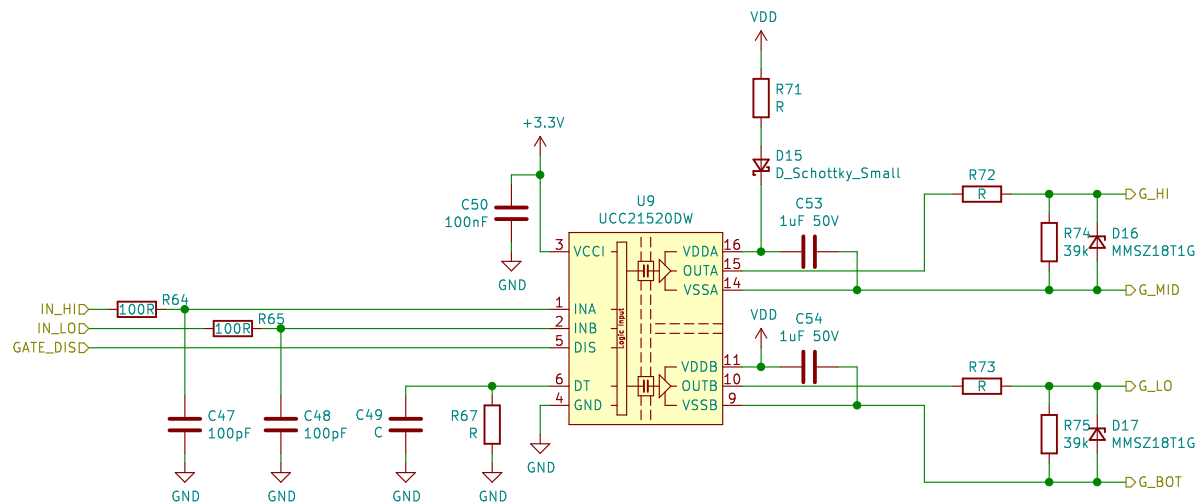 VDD
R71
R
+3.3V
D15
D_Schottky_Small
R72
R
G_HI
C50
100nF
U9
UCC21520DW
C53
1uF 50V
R74
39k
D16
MMSZ18T1G
GND
3
VCCI
VDDA
16
OUTA
15
VSSA
14
G_MID
IN_HI
100R
R64
1
INA
IN_LO
100R
R65
2
INB
GATE_DIS
5
DIS
Logic Input
VDD
C54
1uF 50V
VDDB
11
R73
R
6
DT
OUTB
10
G_LO
4
GND
VSSB
9
C47
100pF
C48
100pF
C49
C
R67
R
R75
39k
D17
MMSZ18T1G
GND
GND
GND
GND
GND
G_BOT